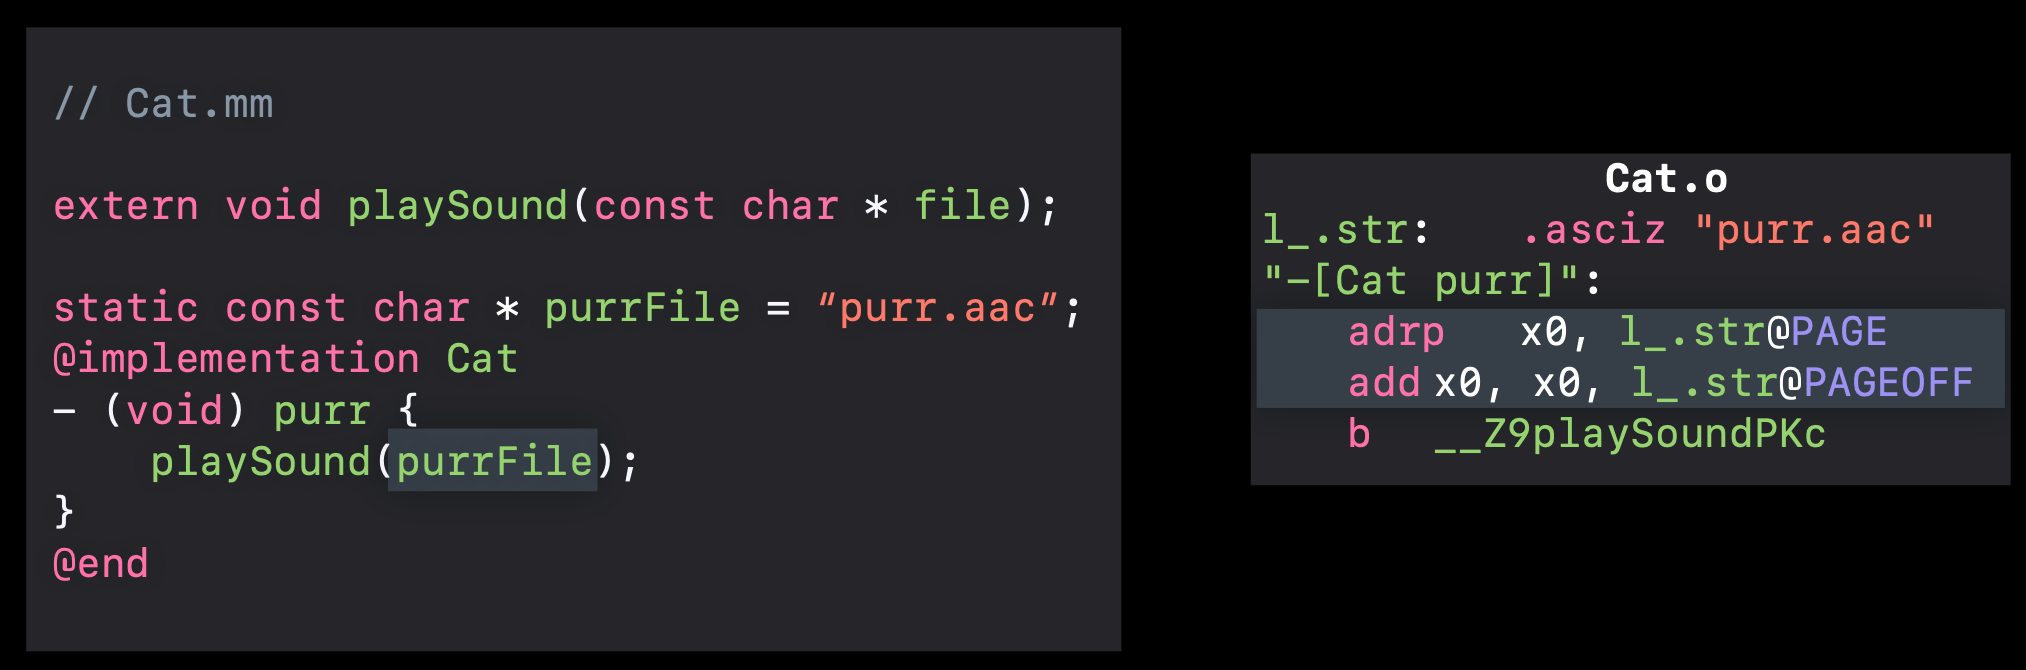 // Cat.mm
extern void playSound(const char * file);
static const char * purrFile = “purr.aac”;
@implementation Cat
– (void) purr {
playSound(purrFile);
}
@end
Cat.o
l_.str: .asciz "purr.aac"
"–[Cat purr]":
adrp x0, l_.str@PAGE
add x0, x0, l_.str@PAGEOFF
b __Z9playSoundPKc